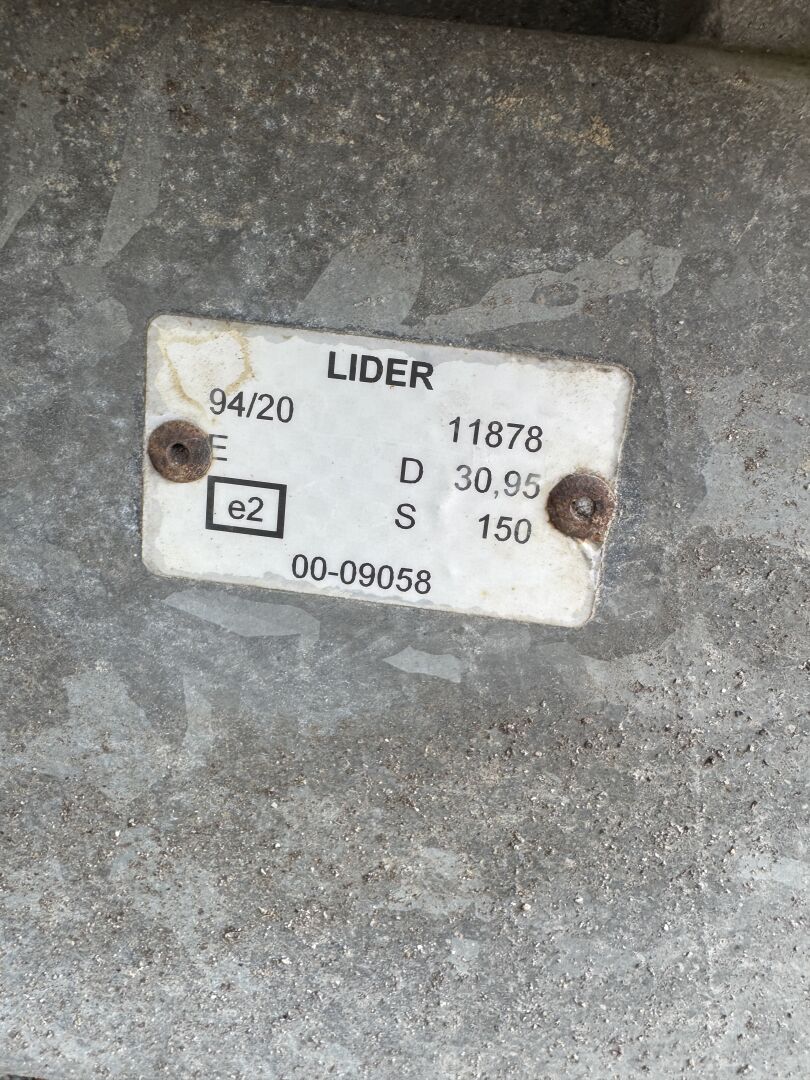 LIDER
94/20 11878
E D 30,95
e2 S 150
00-09058